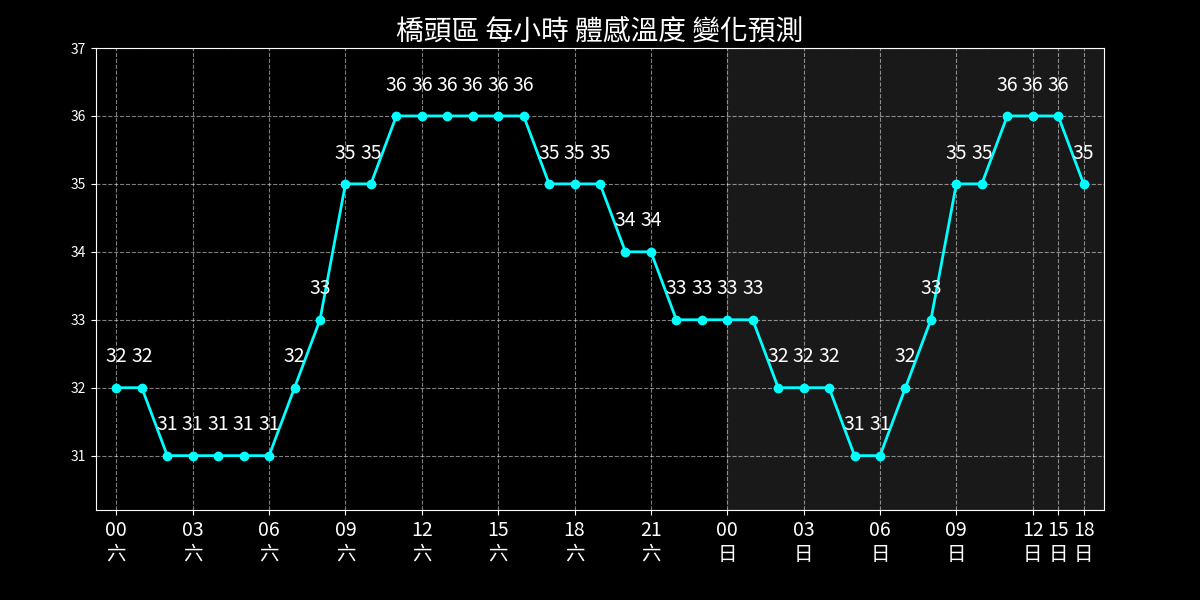 橋頭區 每小時 體感溫度 變化預測
37
36 36 36 36 36 36 36 36 36
36
35 35 35 35 35 35 35 35
35
34 34
34
33 33 33 33 33 33
33
32 32 32 32 32 32 32
32
31 31 31 31 31 31 31
31
00 03 06 09 12 15 18 21 00 03 06 09 12 15 18
六 六 六 六 六 六 六 六 日 日 日 日 日 日 日